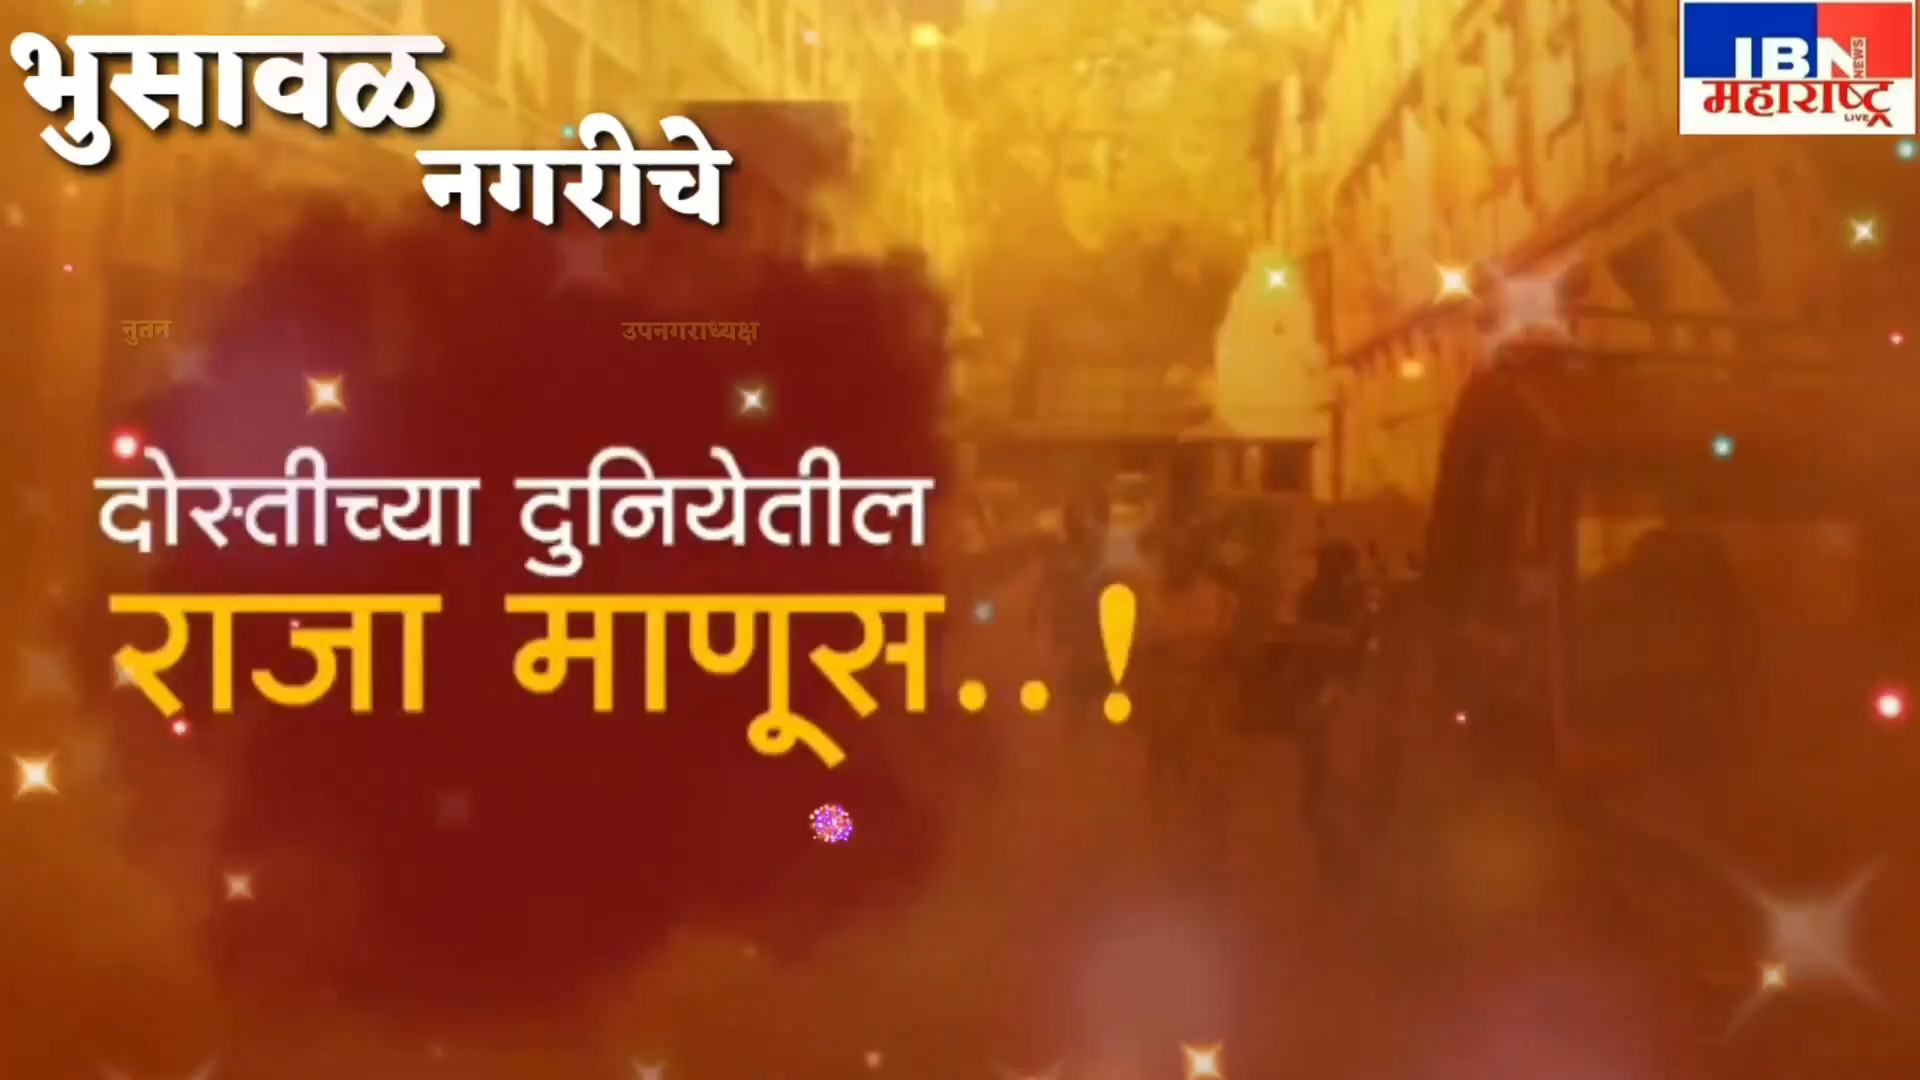 भुसावळ
नगरीचे
IBN NEWS
महाराष्ट्र
LIVE
नुतन उपनगराध्यक्ष
दोस्तीच्या दुनियेतील
राजा माणूस..!